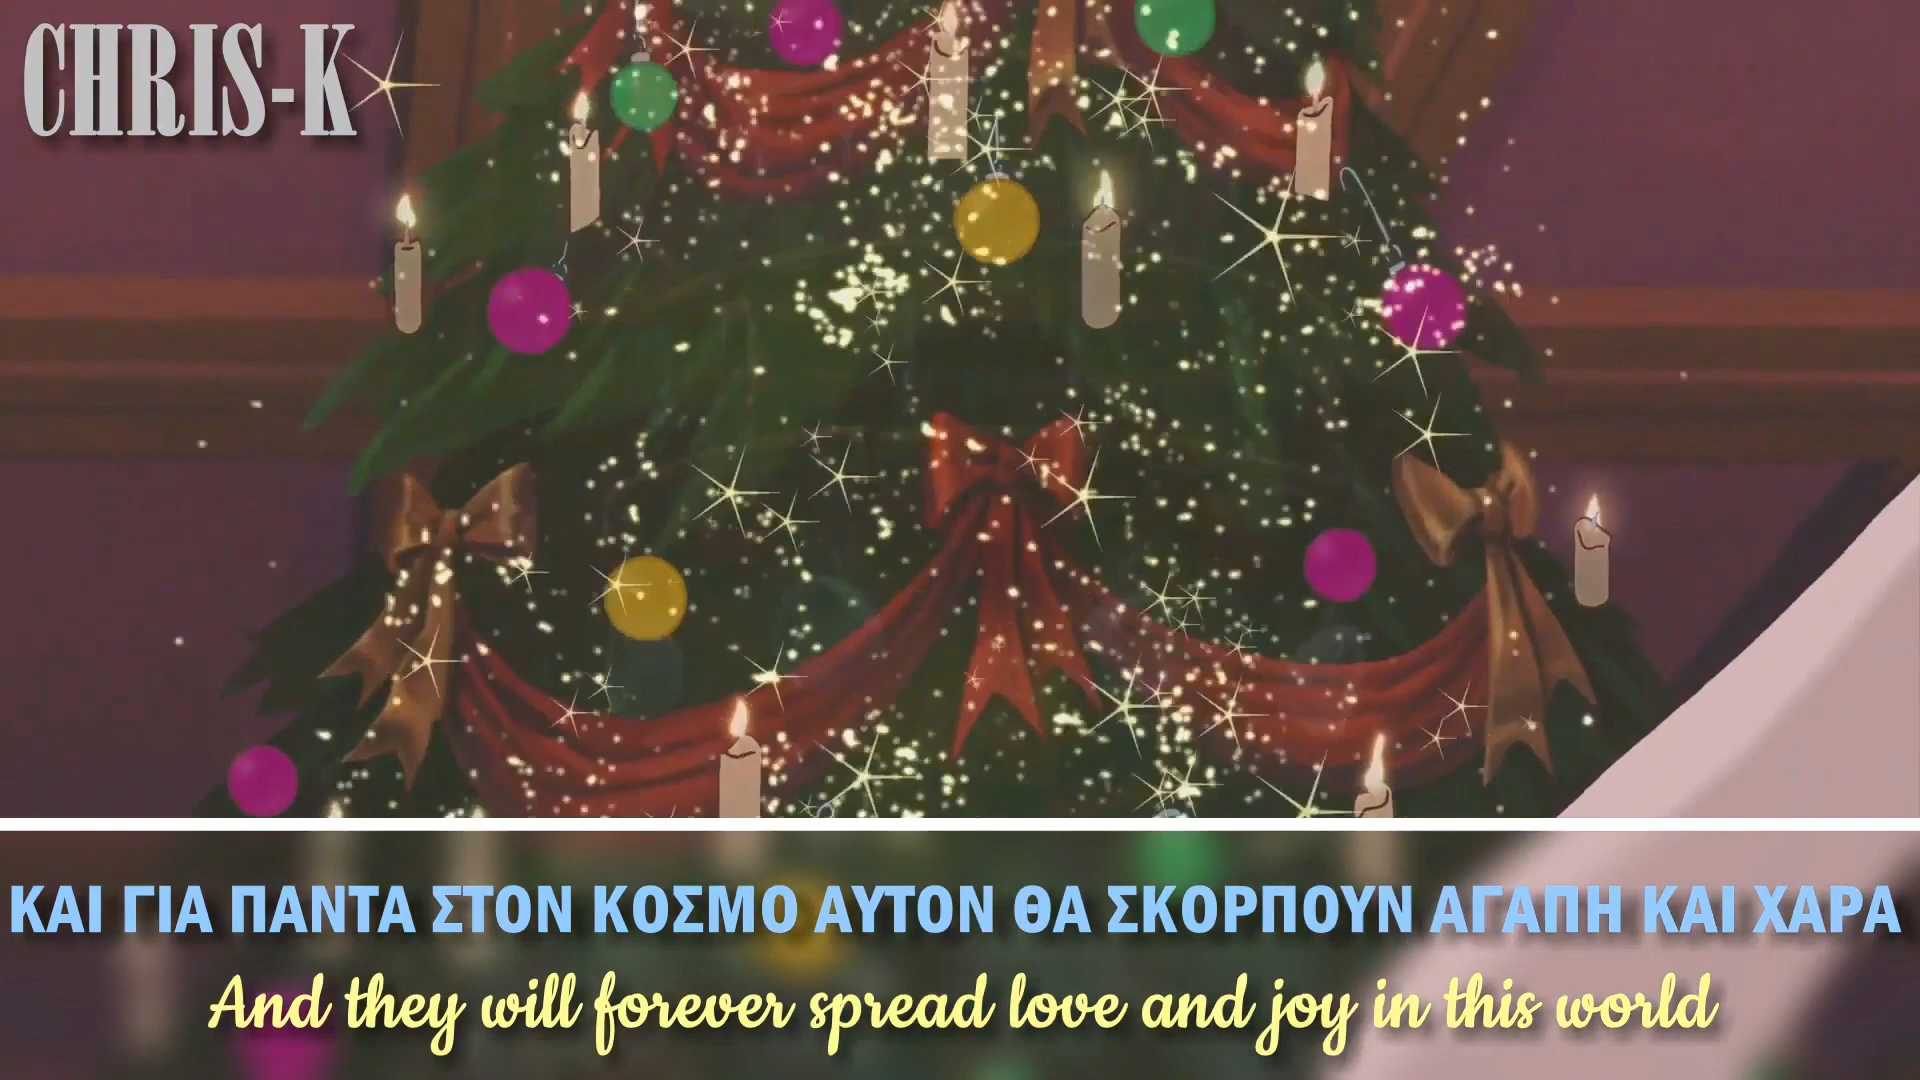 CHRIS-K
ΚΑΙ ΓΙΑ ΠΑΝΤΑ ΣΤΟΝ ΚΟΣΜΟ ΑΥΤΟΝ ΘΑ ΣΚΟΡΠΟΥΝ ΑΓΑΠΗ ΚΑΙ ΧΑΡΑ
And they will forever spread love and joy in this world